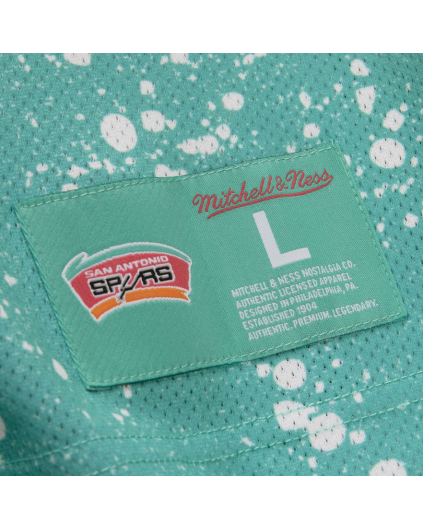 Mitchell & Ness
L
SAN ANTONIO
SPURS
MITCHELL & NESS NOSTALGIA CO.
AUTHENTIC LICENSED APPAREL
DESIGNED IN PHILADELPHIA, PA.
ESTABLISHED 1904
AUTHENTIC. PREMIUM. LEGENDARY.